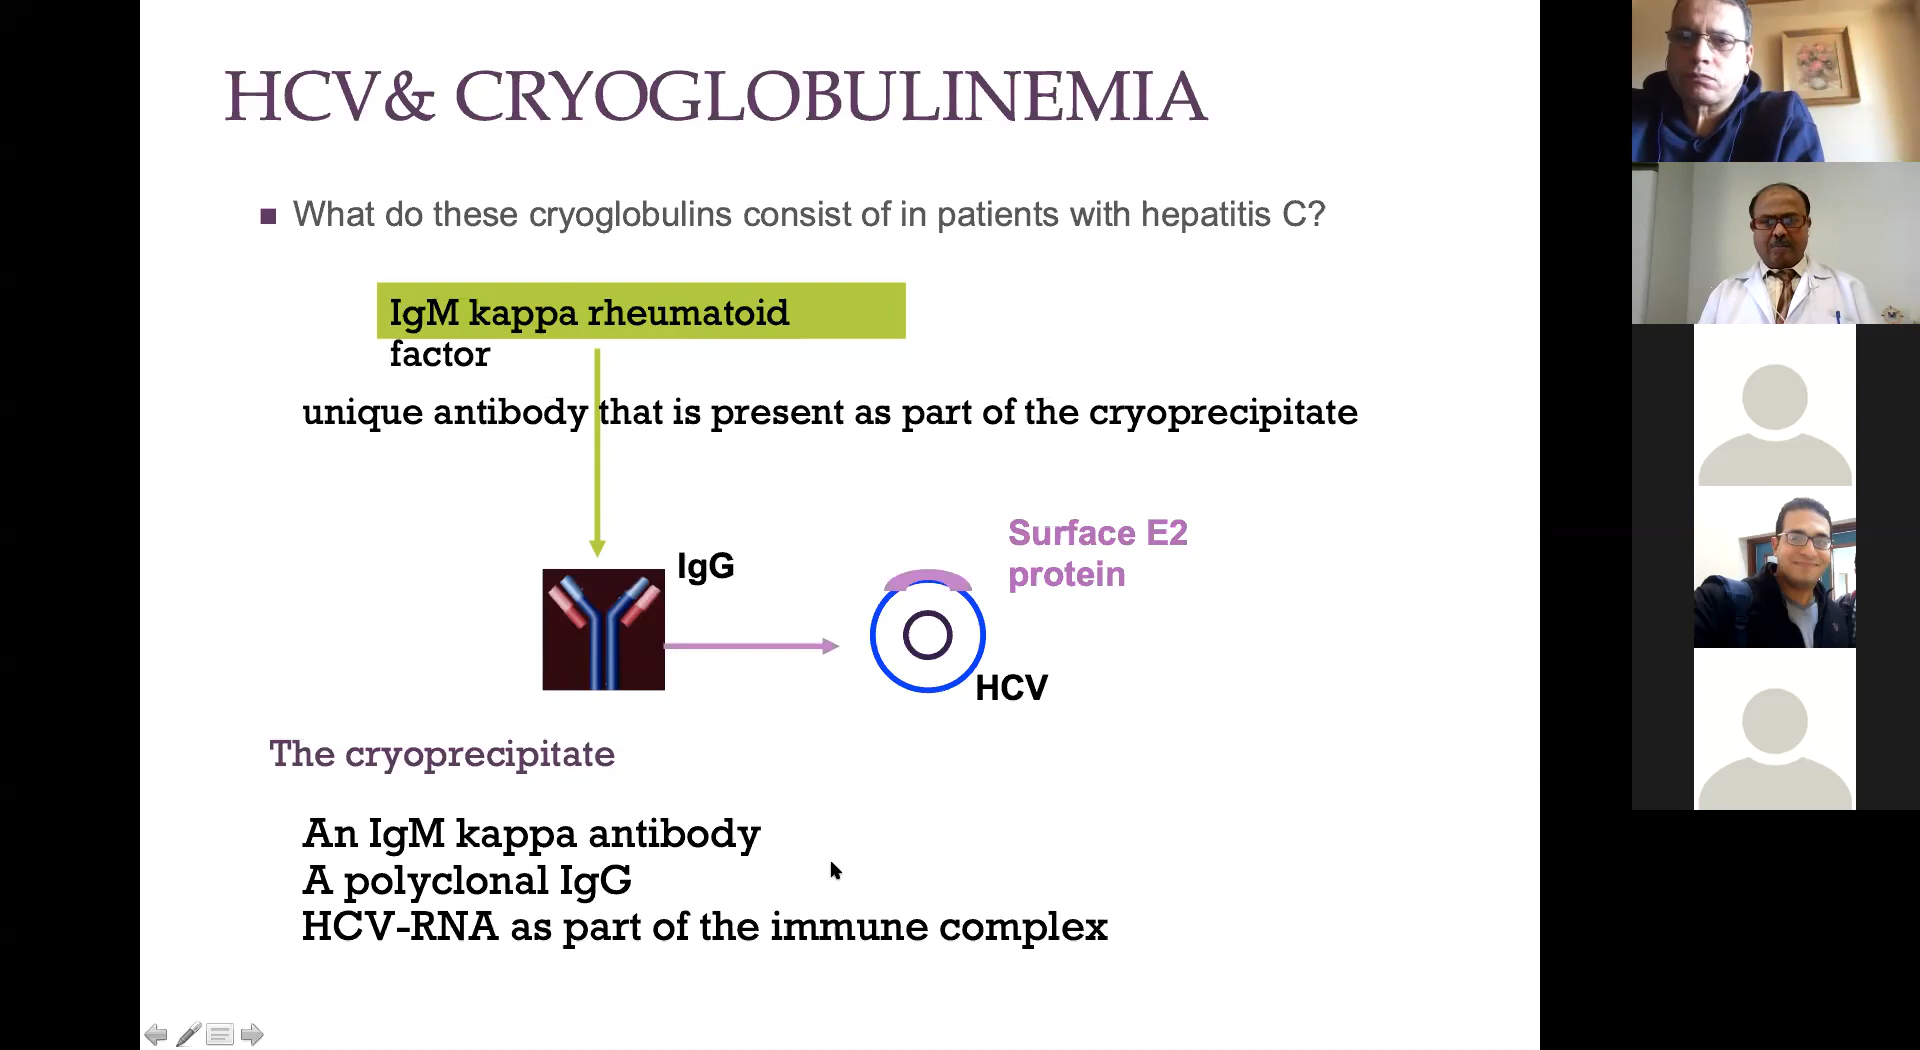 HCV& CRYOGLOBULINEMIA
What do these cryoglobulins consist of in patients with hepatitis C?
IgM kappa rheumatoid
factor
unique antibody that is present as part of the cryoprecipitate
Surface E2
protein
IgG
HCV
The cryoprecipitate
An IgM kappa antibody
A polyclonal IgG
HCV-RNA as part of the immune complex